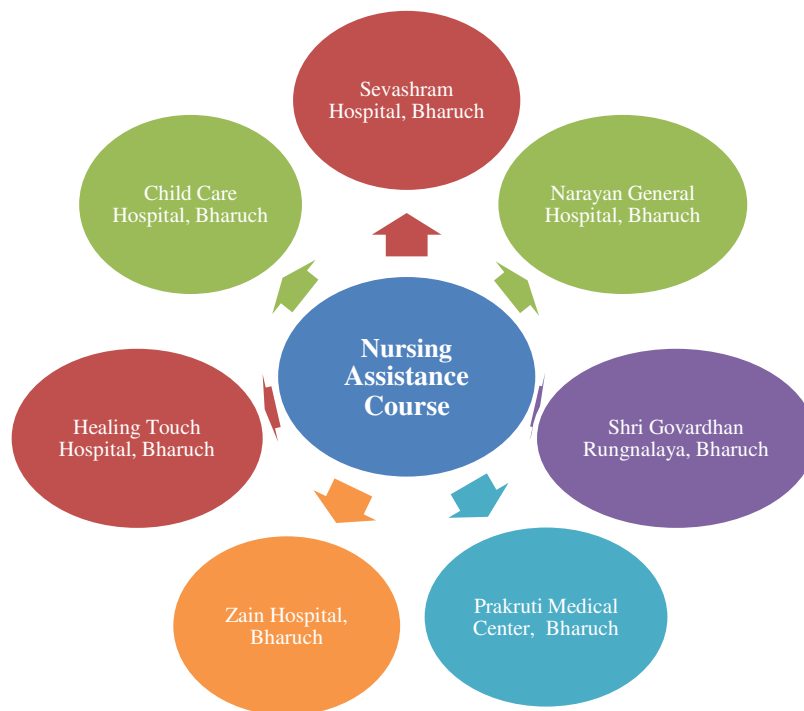 Sevashram
Hospital, Bharuch
Child Care
Hospital, Bharuch
Narayan General
Hospital, Bharuch
Nursing
Assistance
Course
Healing Touch
Hospital, Bharuch
Shri Govardhan
Rungnalaya, Bharuch
Zain Hospital,
Bharuch
Prakruti Medical
Center,  Bharuch